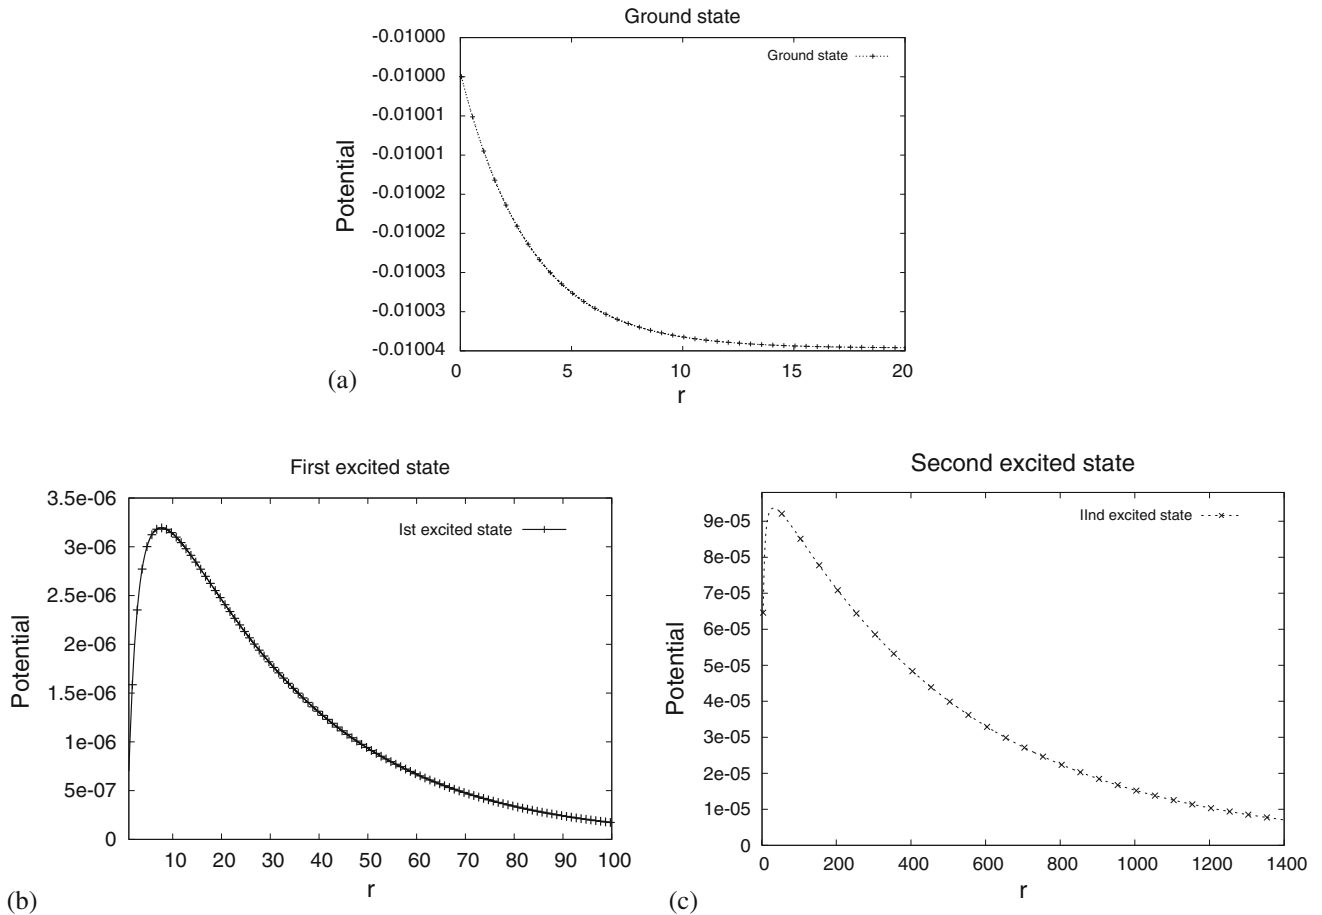 Ground state
-0.01000
-0.01000
-0.01001
-0.01001
-0.01002
-0.01002
-0.01003
-0.01003
-0.01004
Potential
Ground state
0 5 10 15 20
r
(a)
First excited state
3.5e-06
3e-06
2.5e-06
2e-06
1.5e-06
1e-06
5e-07
0
Potential
Ist excited state
10 20 30 40 50 60 70 80 90 100
r
(b)
Second excited state
9e-05
8e-05
7e-05
6e-05
5e-05
4e-05
3e-05
2e-05
1e-05
0
Potential
IInd excited state
0 200 400 600 800 1000 1200 1400
r
(c)